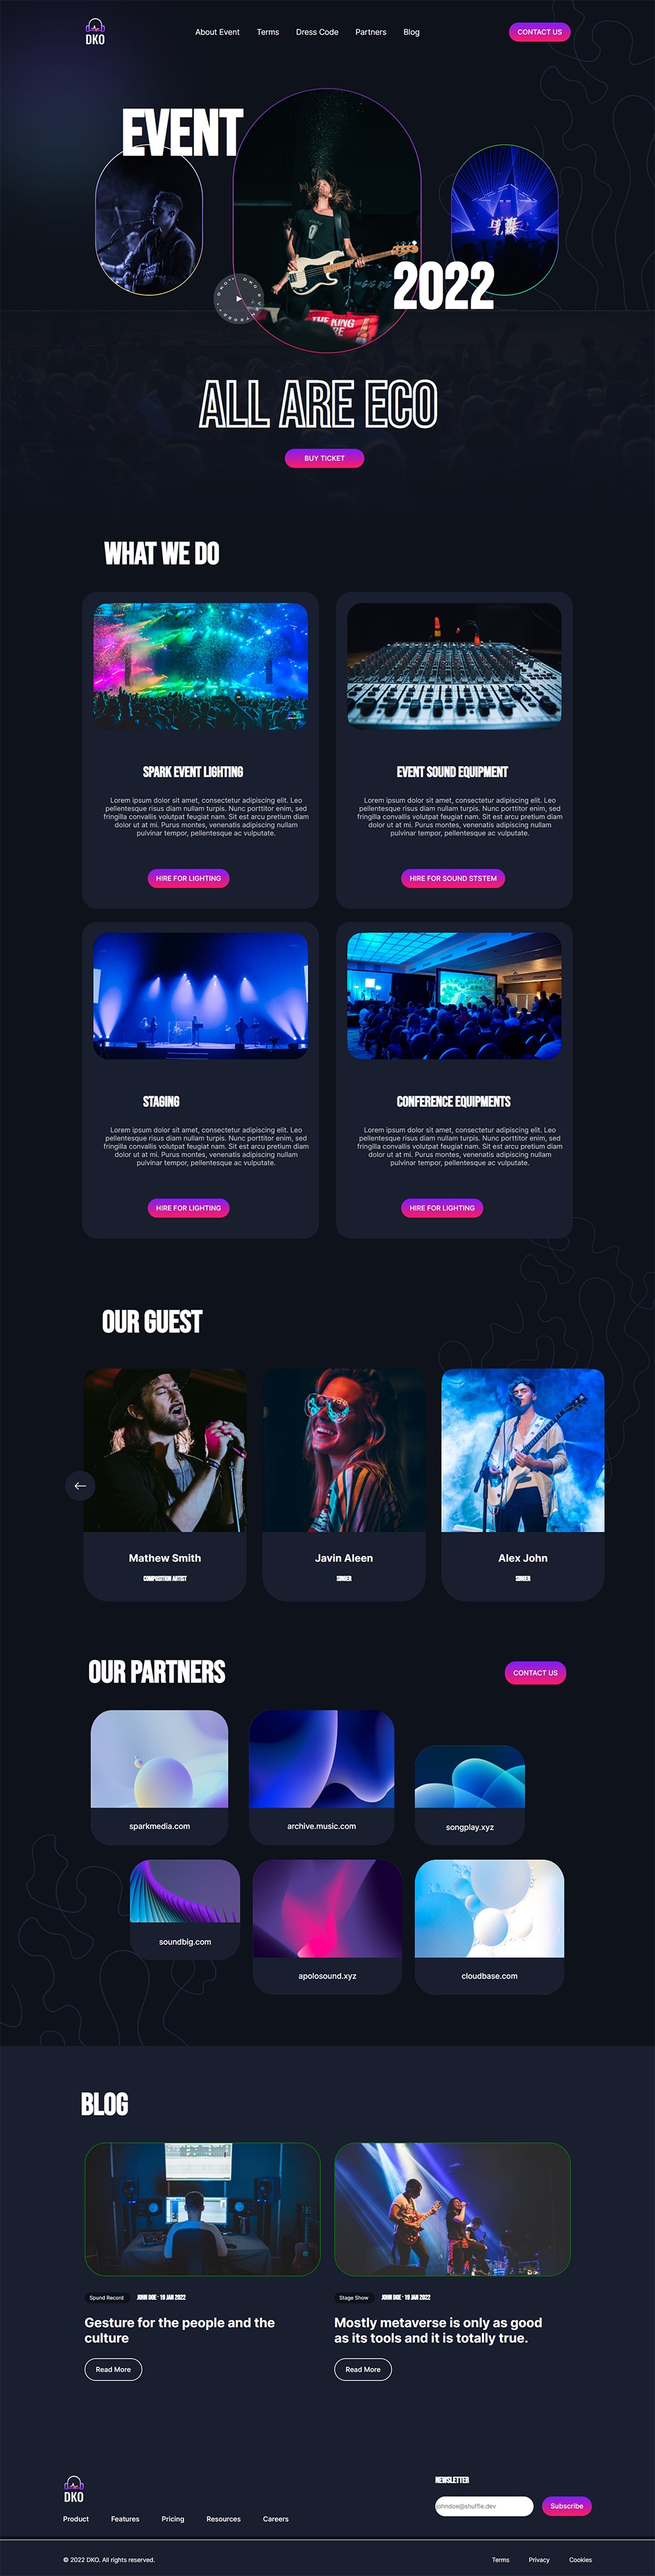 DKO
About Event
Terms
Dress Code
Partners
Blog
CONTACT US
EVENT
THE KING
2022
ALL ARE ECO
BUY TICKET
WHAT WE DO
SPARK EVENT LIGHTING
Lorem ipsum dolor sit amet, consectetur adipiscing elit. Leo
pellentesque risus diam nullam turpis. Nunc porttitor enim, sed
fringilla convallis volutpat feugiat nam. Sit est arcu pretium diam
dolor ut at mi. Purus montes, venenatis adipiscing nullam
pulvinar tempor, pellentesque ac vulputate.
HIRE FOR LIGHTING
EVENT SOUND EQUIPMENT
Lorem ipsum dolor sit amet, consectetur adipiscing elit. Leo
pellentesque risus diam nullam turpis. Nunc porttitor enim, sed
fringilla convallis volutpat feugiat nam. Sit est arcu pretium diam
dolor ut at mi. Purus montes, venenatis adipiscing nullam
pulvinar tempor, pellentesque ac vulputate.
HIRE FOR SOUND STSTEM
STAGING
Lorem ipsum dolor sit amet, consectetur adipiscing elit. Leo
pellentesque risus diam nullam turpis. Nunc porttitor enim, sed
fringilla convallis volutpat feugiat nam. Sit est arcu pretium diam
dolor ut at mi. Purus montes, venenatis adipiscing nullam
pulvinar tempor, pellentesque ac vulputate.
HIRE FOR LIGHTING
CONFERENCE EQUIPMENTS
Lorem ipsum dolor sit amet, consectetur adipiscing elit. Leo
pellentesque risus diam nullam turpis. Nunc porttitor enim, sed
fringilla convallis volutpat feugiat nam. Sit est arcu pretium diam
dolor ut at mi. Purus montes, venenatis adipiscing nullam
pulvinar tempor, pellentesque ac vulputate.
HIRE FOR LIGHTING
OUR GUEST
Mathew Smith
COMPOSITION ARTIST
Javin Aleen
SINGER
Alex John
SINGER
OUR PARTNERS
CONTACT US
sparkmedia.com
archive.music.com
songplay.xyz
soundbig.com
apolosound.xyz
cloudbase.com
BLOG
Spund Record
JOHN DOE · 19 JAN 2022
Gesture for the people and the
culture
Read More
Stage Show
JOHN DOE · 19 JAN 2022
Mostly metaverse is only as good
as its tools and it is totally true.
Read More
DKO
Product
Features
Pricing
Resources
Careers
NEWSLETTER
johndoe@shuffle.dev
Subscribe
© 2022 DKO. All rights reserved.
Terms
Privacy
Cookies